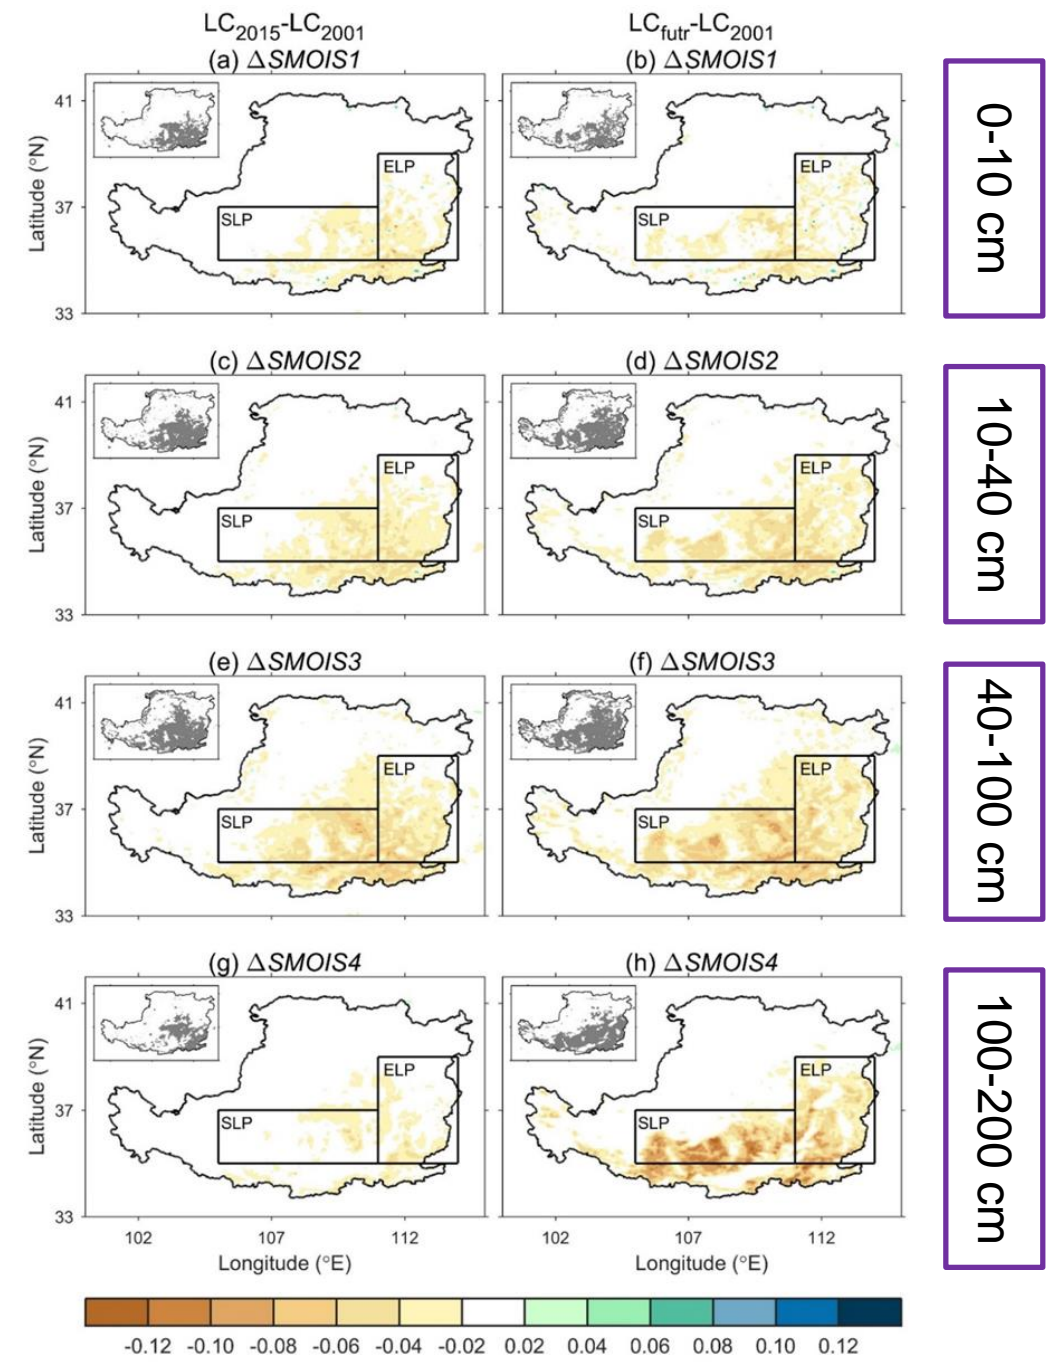 LC2015-LC2001
LCfutr-LC2001
(a) ΔSMOIS1
(b) ΔSMOIS1
41
37
33
Latitude (°N)
SLP
ELP
SLP
ELP
0-10 cm
(c) ΔSMOIS2
(d) ΔSMOIS2
41
37
33
Latitude (°N)
SLP
ELP
SLP
ELP
10-40 cm
(e) ΔSMOIS3
(f) ΔSMOIS3
41
37
33
Latitude (°N)
SLP
ELP
SLP
ELP
40-100 cm
(g) ΔSMOIS4
(h) ΔSMOIS4
41
37
33
Latitude (°N)
SLP
ELP
SLP
ELP
100-200 cm
102 107 112
102 107 112
Longitude (°E)
Longitude (°E)
-0.12 -0.10 -0.08 -0.06 -0.04 -0.02 0.02 0.04 0.06 0.08 0.10 0.12